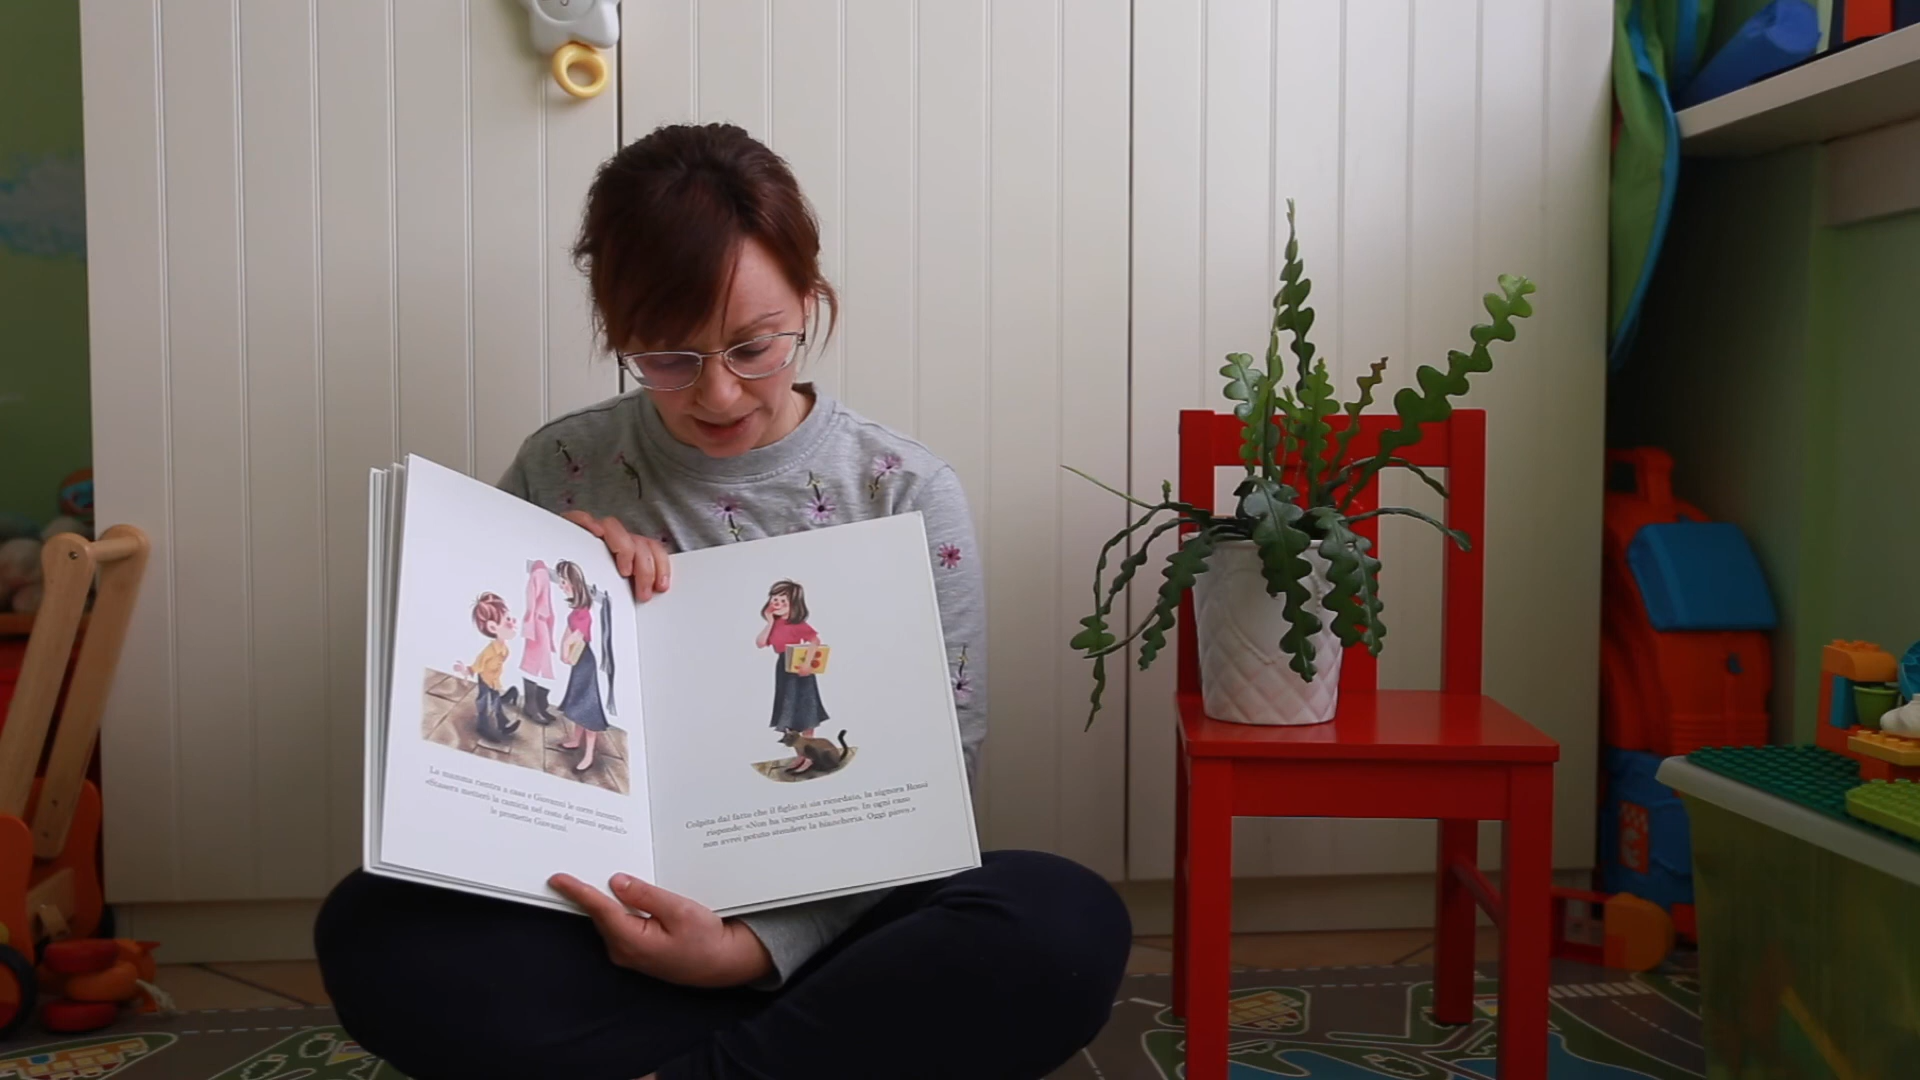 La mamma rientra a casa e Giovanni le corre incontro.
«Stasera metterò la camicia nel cesto dei panni sporchi!»
le promette Giovanni.
Colpita dal fatto che il figlio si sia ricordato, la signora Rossi
risponde: «Non ha importanza, tesoro. In ogni caso
non avrei potuto stendere la biancheria. Oggi piove.»